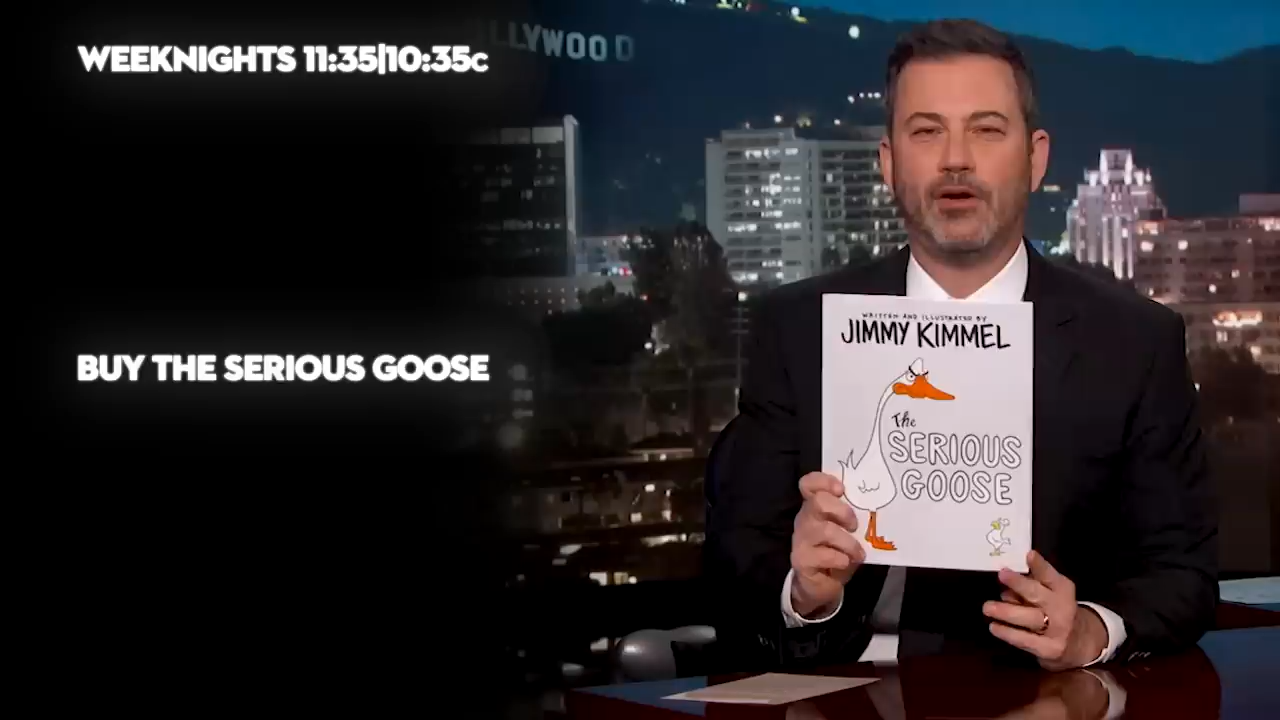 WEEKNIGHTS 11:35|10:35c
LLYWOOD
BUY THE SERIOUS GOOSE
WRITTEN AND ILLUSTRATED BY
JIMMY KIMMEL
The
SERIOUS
GOOSE